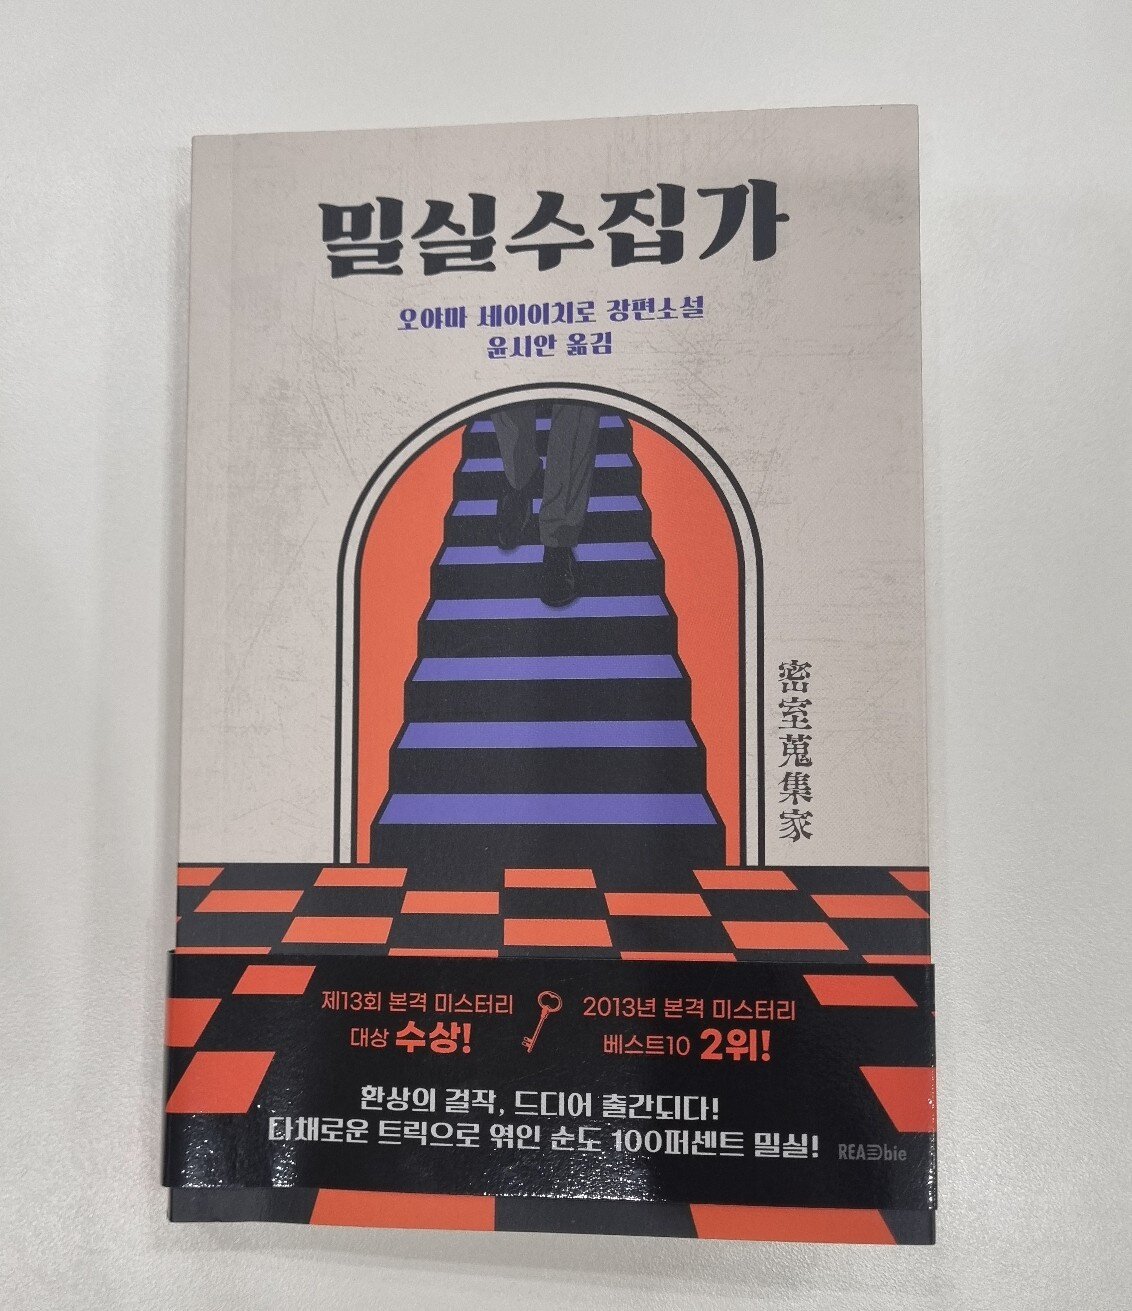 밀실수집가
오야마 세이이치로 장편소설
윤시안 옮김
密室蒐集家
제13회 본격 미스터리
대상 수상!
2013년 본격 미스터리
베스트10 2위!
환상의 걸작, 드디어 출간되다!
다채로운 트릭으로 엮인 순도 100퍼센트 밀실!
READbie